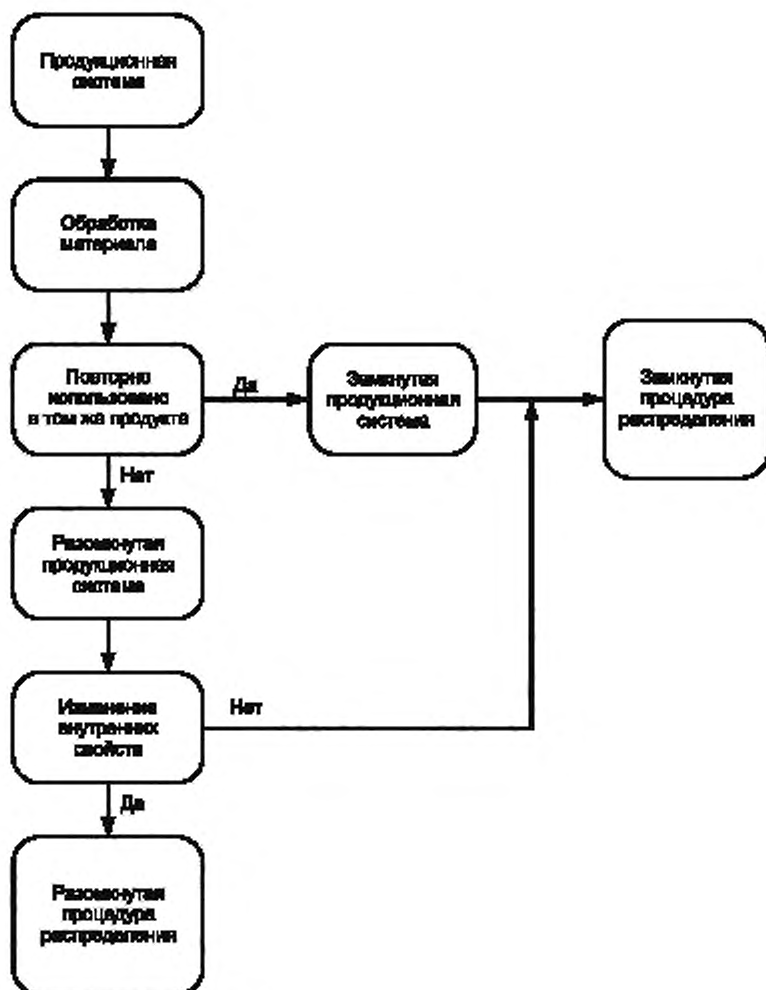 Продукционная
система
Обработка
материала
Повторно
использовано
в том же продукте
Да
Замкнутая
продукционная
система
Замкнутая
процедура
распределения
Нет
Разомкнутая
продукционная
система
Изменение
внутренних
свойств
Нет
Да
Разомкнутая
процедура
распределения